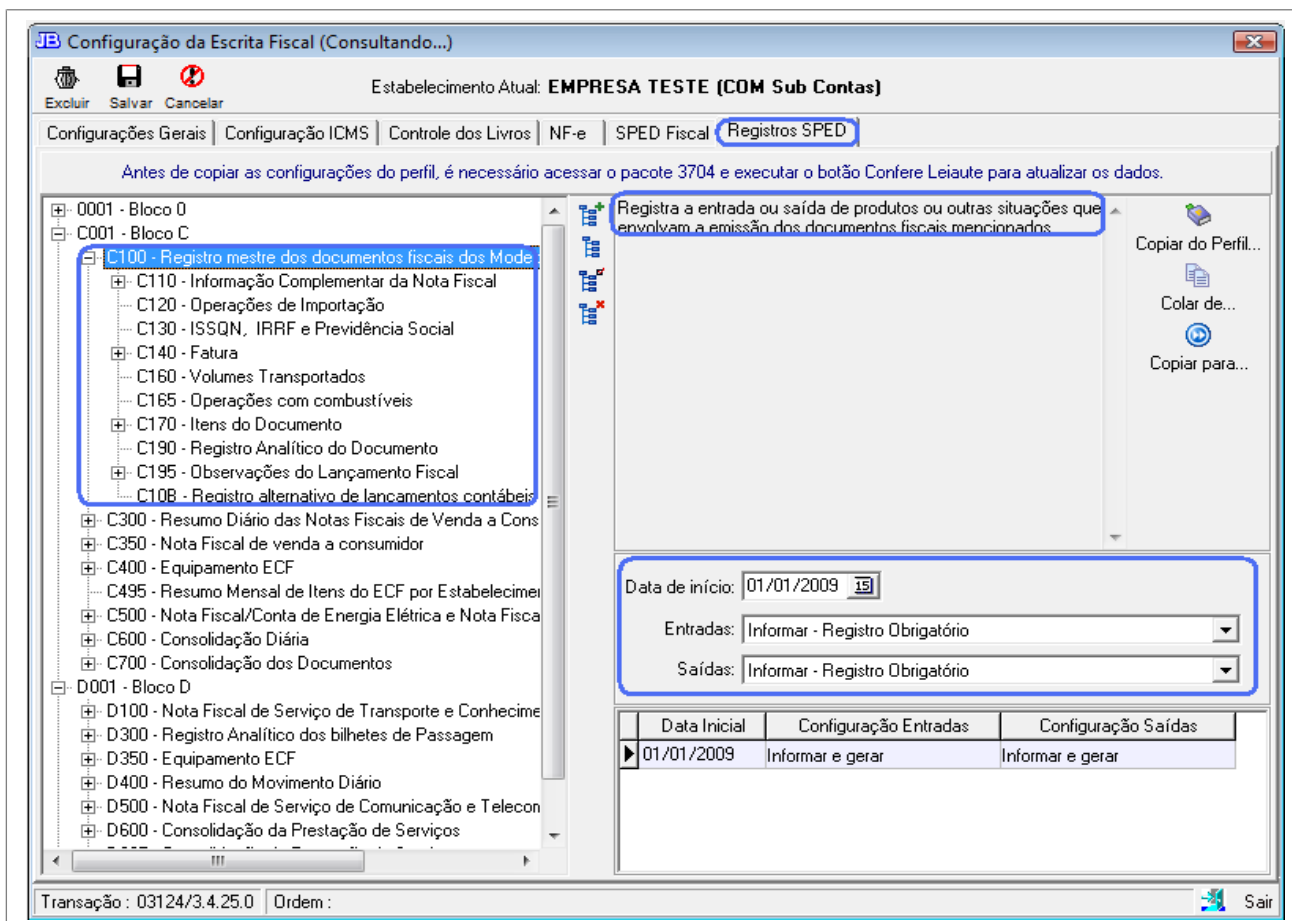 JB Configuração da Escrita Fiscal (Consultando...)
Excluir Salvar Cancelar
Estabelecimento Atual: EMPRESA TESTE (COM Sub Contas)
Configurações Gerais Configuração ICMS Controle dos Livros NF-e SPED Fiscal Registros SPED
Antes de copiar as configurações do perfil, é necessário acessar o pacote 3704 e executar o botão Confere Leiaute para atualizar os dados.
0001 - Bloco 0
C001 - Bloco C
C100 - Registro mestre dos documentos fiscais dos Mode
C110 - Informação Complementar da Nota Fiscal
C120 - Operações de Importação
C130 - ISSQN, IRRF e Previdência Social
C140 - Fatura
C160 - Volumes Transportados
C165 - Operações com combustíveis
C170 - Itens do Documento
C190 - Registro Analítico do Documento
C195 - Observações do Lançamento Fiscal
C10B - Registro alternativo de lancamentos contábeis
C300 - Resumo Diário das Notas Fiscais de Venda a Cons
C350 - Nota Fiscal de venda a consumidor
C400 - Equipamento ECF
C495 - Resumo Mensal de Itens do ECF por Estabelecimen
C500 - Nota Fiscal/Conta de Energia Elétrica e Nota Fisca
C600 - Consolidação Diária
C700 - Consolidação dos Documentos
D001 - Bloco D
D100 - Nota Fiscal de Serviço de Transporte e Conhecime
D300 - Registro Analítico dos bilhetes de Passagem
D350 - Equipamento ECF
D400 - Resumo do Movimento Diário
D500 - Nota Fiscal de Serviço de Comunicação e Telecon
D600 - Consolidação da Prestação de Serviços
Registra a entrada ou saída de produtos ou outras situações que
envolvam a emissão dos documentos fiscais mencionados
Copiar do Perfil...
Colar de...
Copiar para...
Data de início: 01/01/2009 15
Entradas: Informar - Registro Obrigatório
Saídas: Informar - Registro Obrigatório
Data Inicial Configuração Entradas Configuração Saídas
01/01/2009 Informar e gerar Informar e gerar
Transação : 03124/3.4.25.0 Ordem : Sair